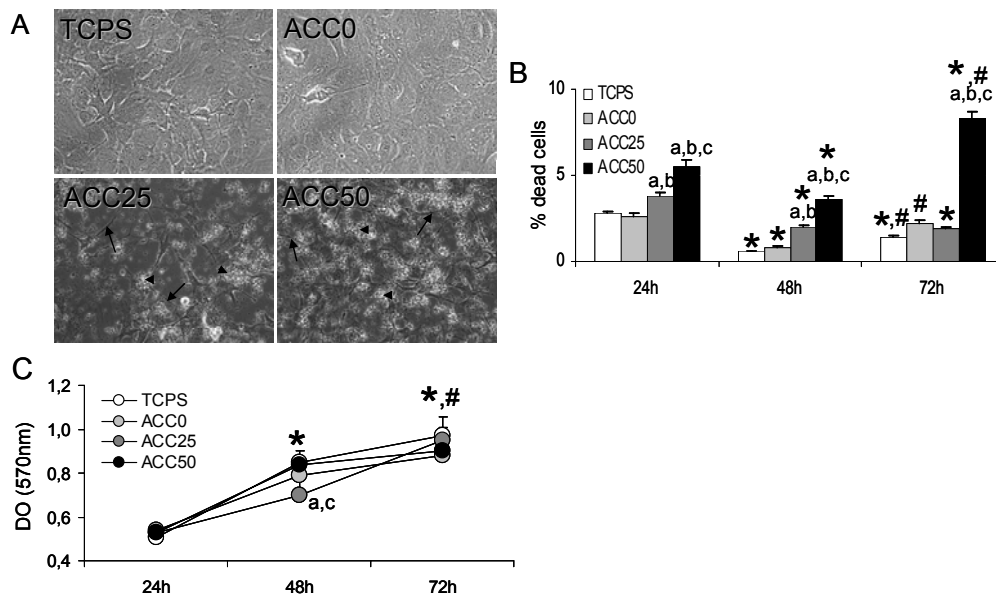 A
TCPS
ACC0
ACC25
ACC50
B
% dead cells
10
5
0
TCPS
ACC0
ACC25
ACC50
a,b
a,b,c
*
*
*
a,b
*
a,b,c
*,#
#
*
*,#
a,b,c
24h
48h
72h
C
DO (570nm)
1,2
1,0
0,8
0,6
0,4
TCPS
ACC0
ACC25
ACC50
*
a,c
*,#
24h
48h
72h